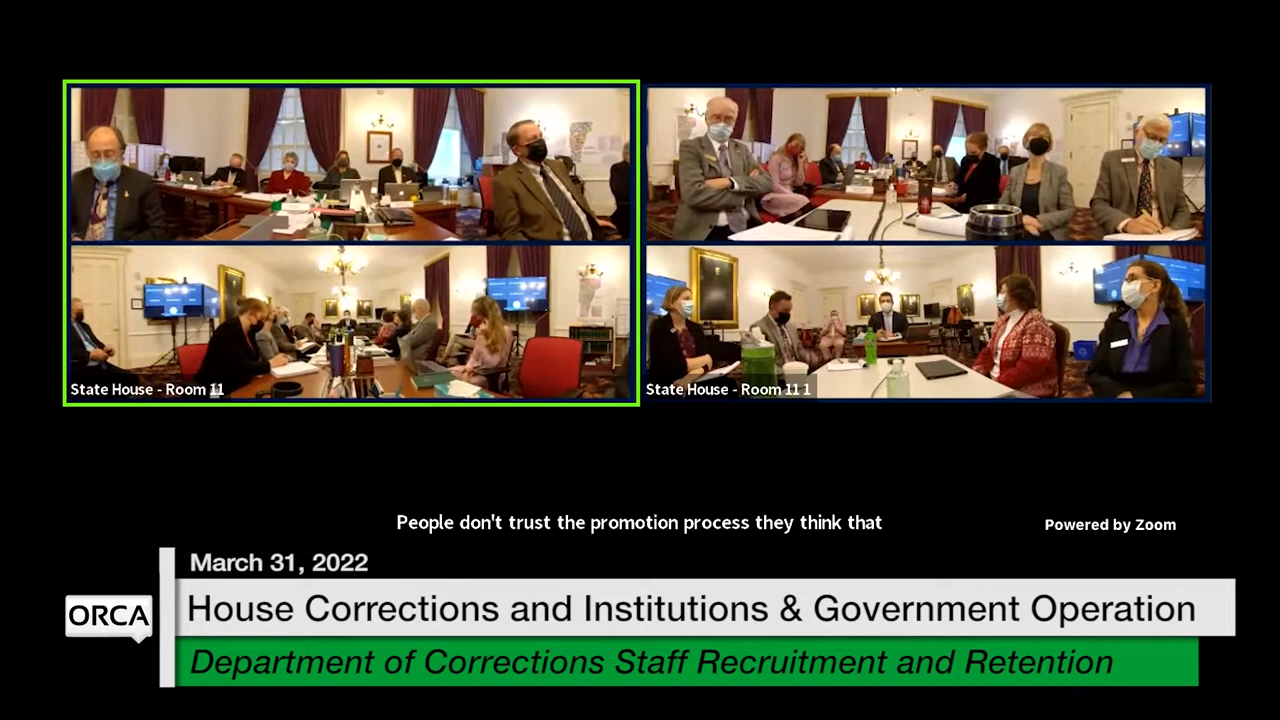 State House - Room 11
State House - Room 11 1
People don't trust the promotion process they think that
Powered by Zoom
March 31, 2022
ORCA
House Corrections and Institutions & Government Operation
Department of Corrections Staff Recruitment and Retention